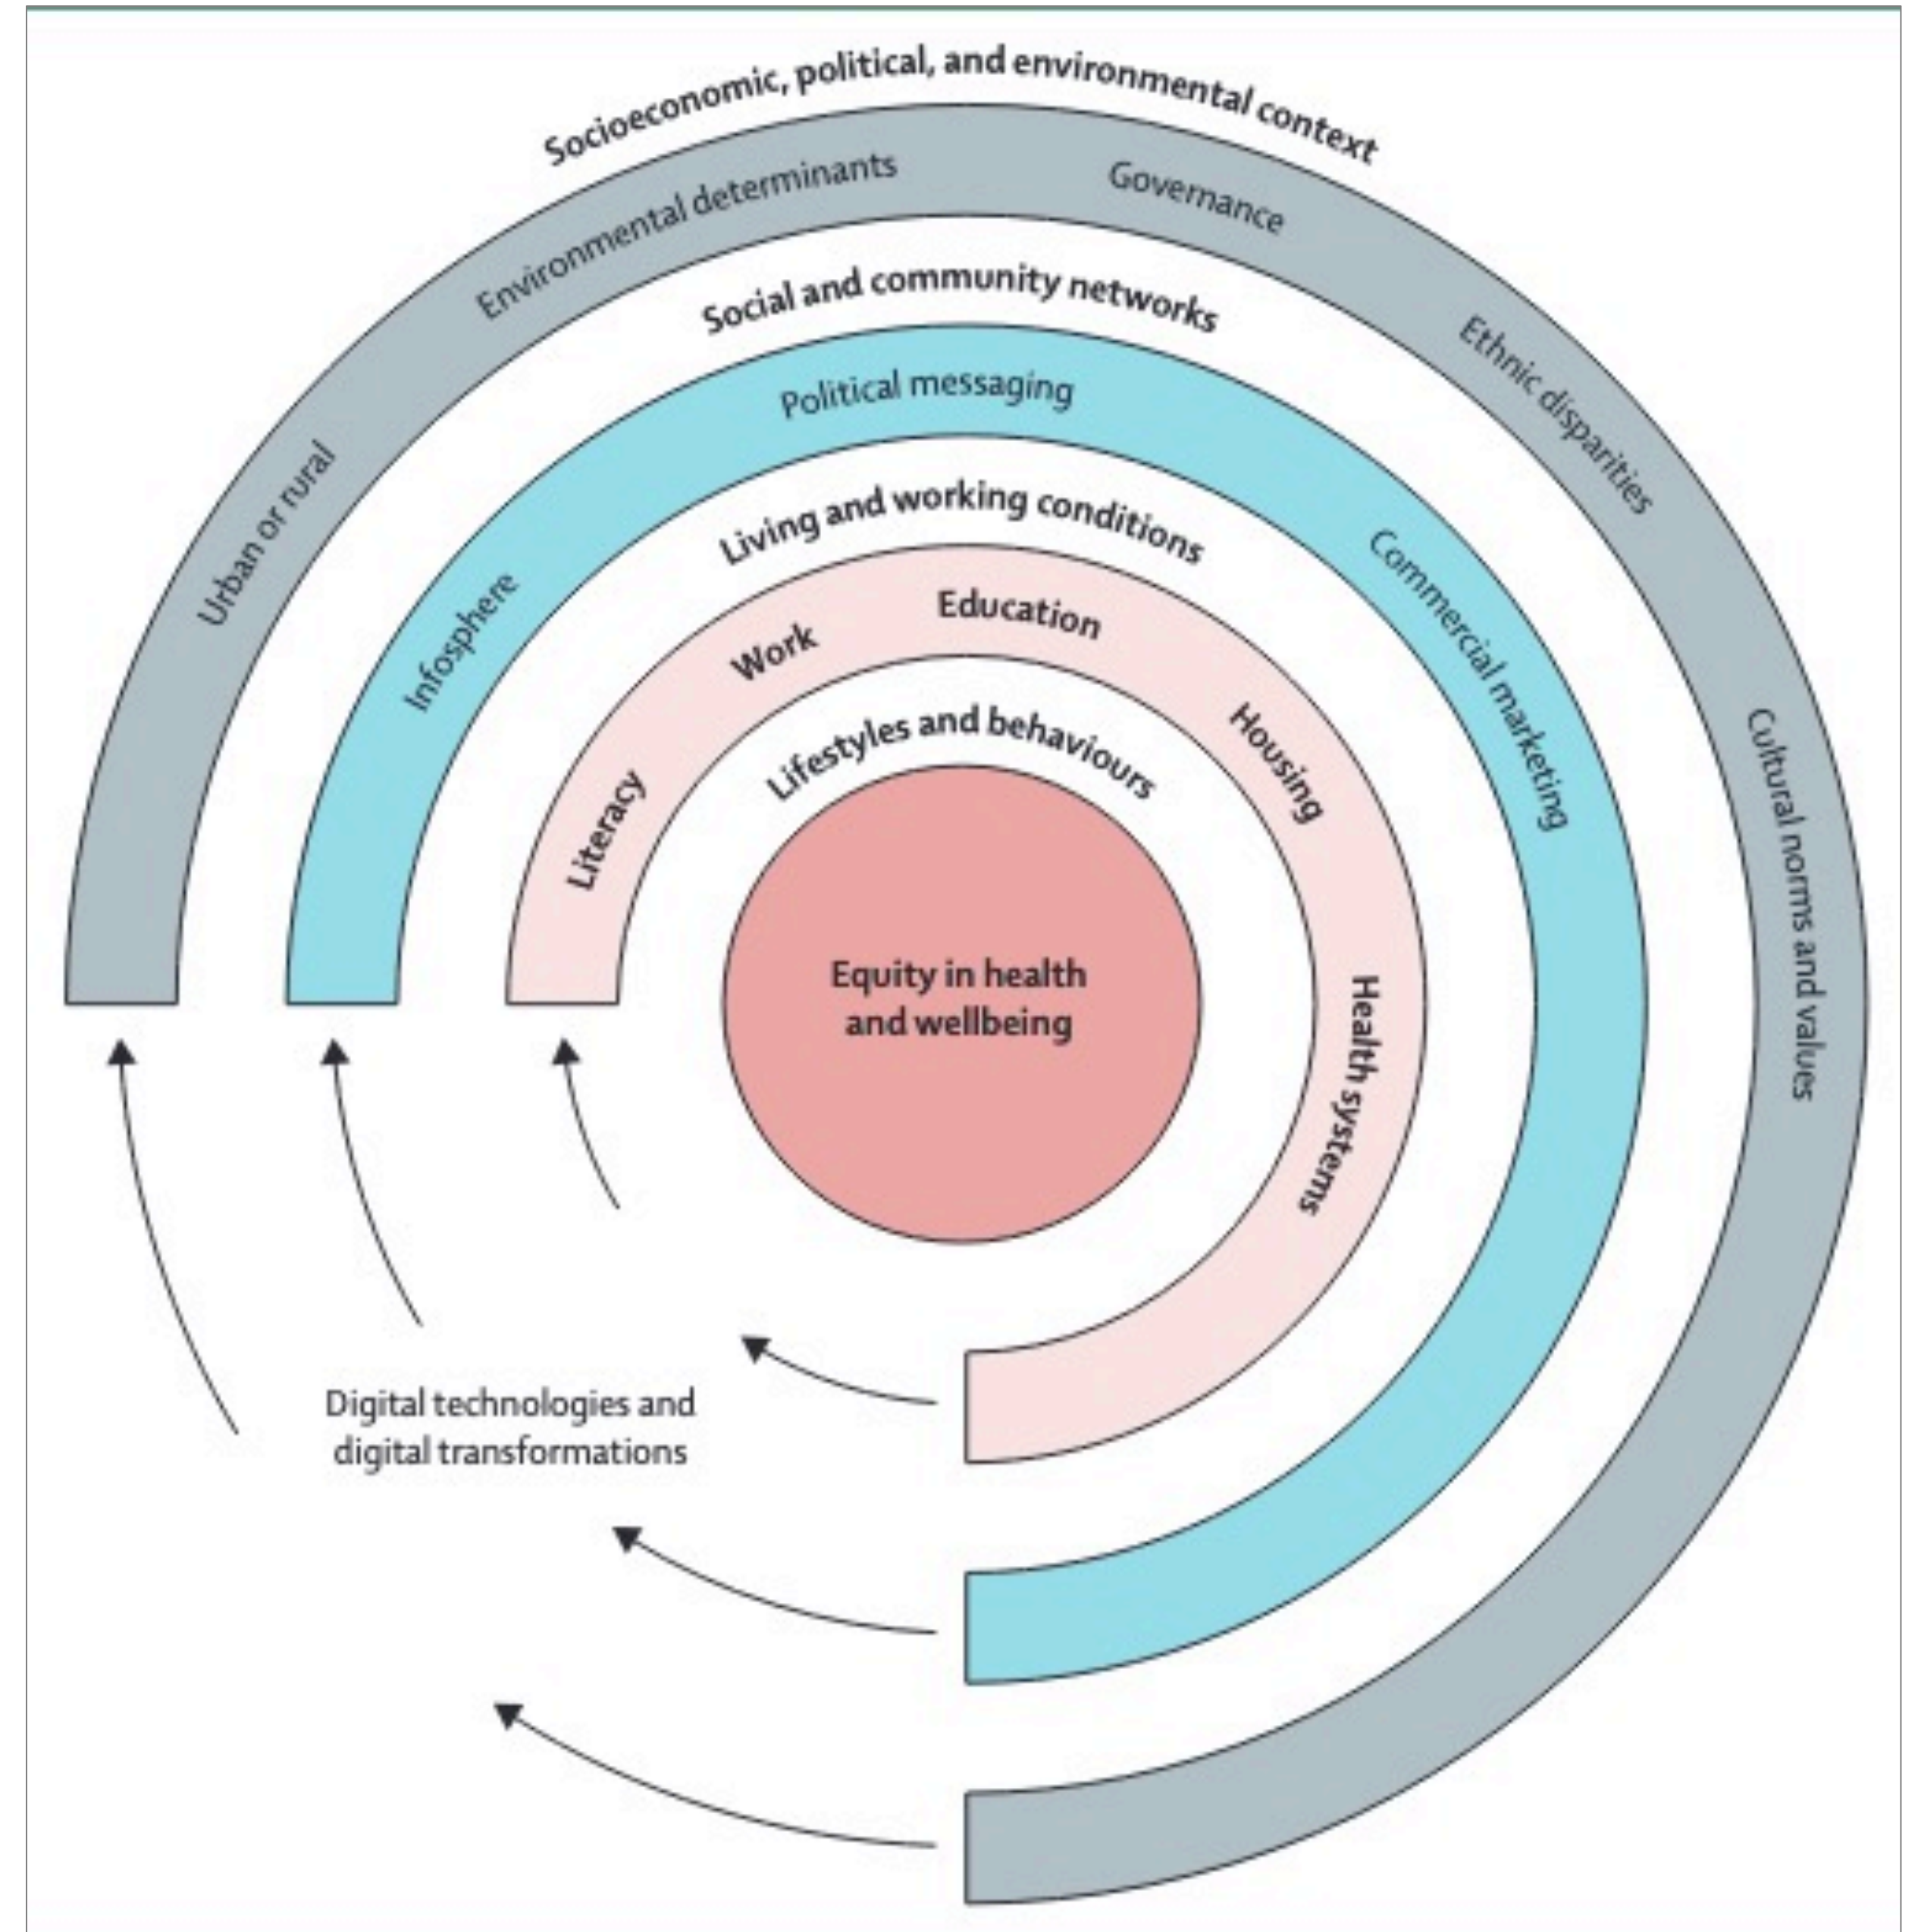 Socioeconomic, political, and environmental context
Urban or rural
Environmental determinants
Governance
Ethnic disparities
Cultural norms and values
Social and community networks
Infosphere
Political messaging
Commercial marketing
Living and working conditions
Literacy
Work
Education
Housing
Health systems
Lifestyles and behaviours
Equity in health
and wellbeing
Digital technologies and
digital transformations